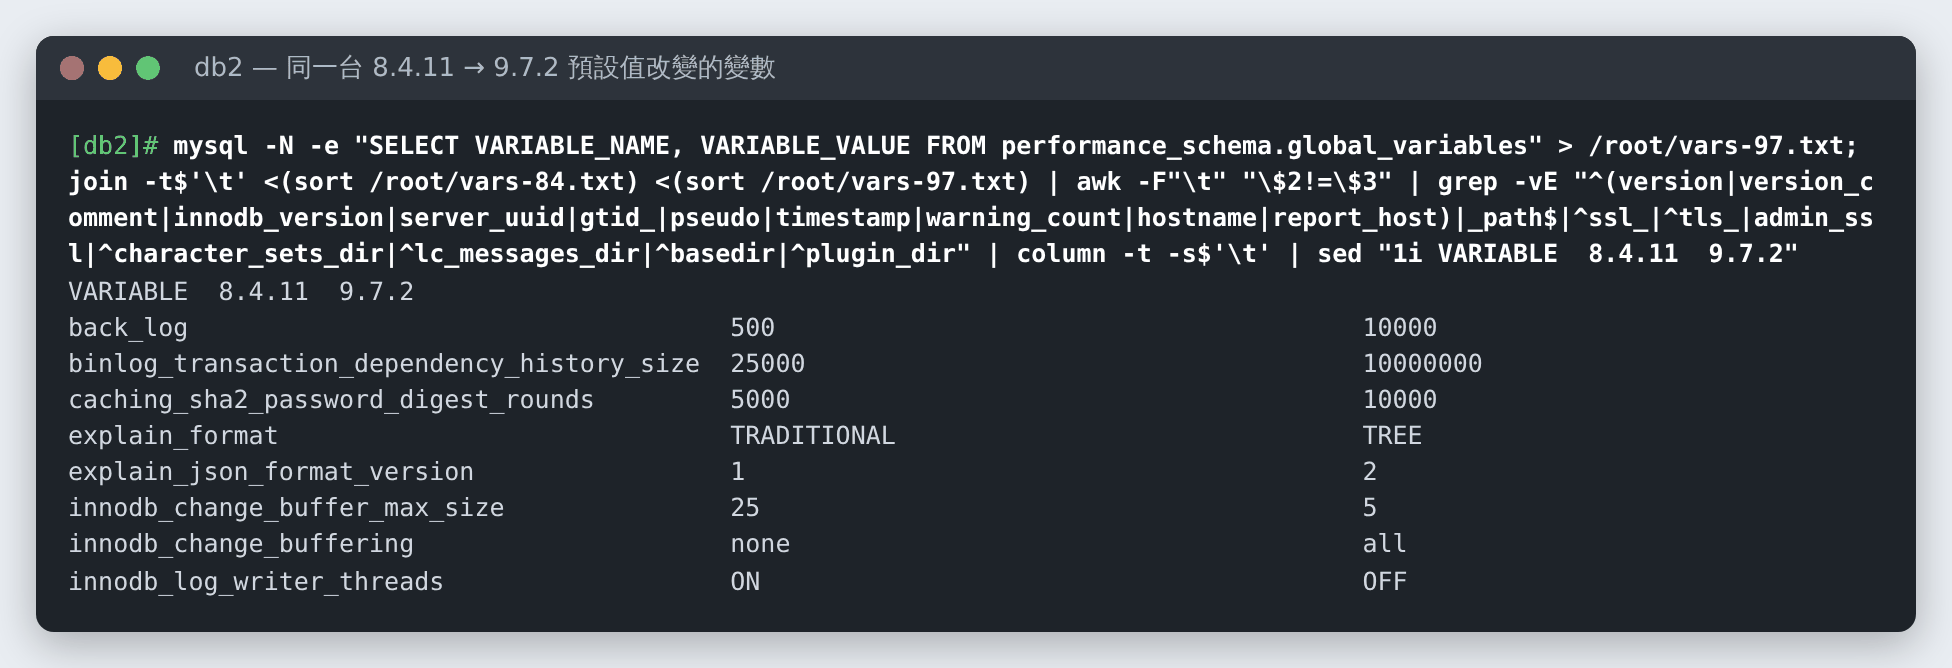 db2 — 同一台 8.4.11 → 9.7.2 預設值改變的變數
[db2]# mysql -N -e "SELECT VARIABLE_NAME, VARIABLE_VALUE FROM performance_schema.global_variables" > /root/vars-97.txt;
join -t$'\t' <(sort /root/vars-84.txt) <(sort /root/vars-97.txt) | awk -F"\t" "\$2!=\$3" | grep -vE "^(version|version_c
omment|innodb_version|server_uuid|gtid_|pseudo|timestamp|warning_count|hostname|report_host)|_path$|^ssl_|^tls_|admin_ss
l|^character_sets_dir|^lc_messages_dir|^basedir|^plugin_dir" | column -t -s$'\t' | sed "1i VARIABLE  8.4.11  9.7.2"
VARIABLE  8.4.11  9.7.2
back_log                                    500                                       10000
binlog_transaction_dependency_history_size  25000                                     10000000
caching_sha2_password_digest_rounds         5000                                      10000
explain_format                              TRADITIONAL                               TREE
explain_json_format_version                 1                                         2
innodb_change_buffer_max_size               25                                        5
innodb_change_buffering                     none                                      all
innodb_log_writer_threads                   ON                                        OFF